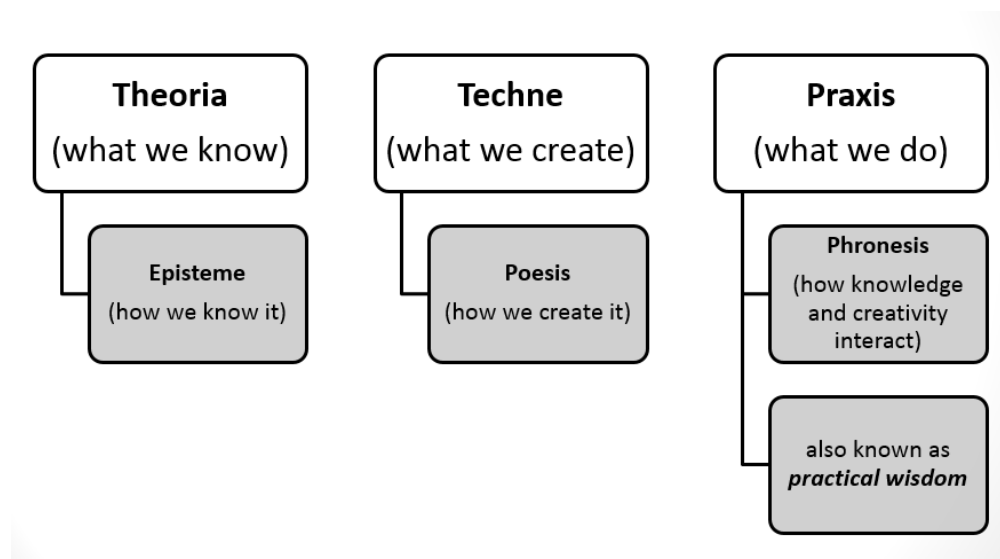 Theoria
(what we know)
Episteme
(how we know it)
Techne
(what we create)
Poesis
(how we create it)
Praxis
(what we do)
Phronesis
(how knowledge
and creativity
interact)
also known as
practical wisdom